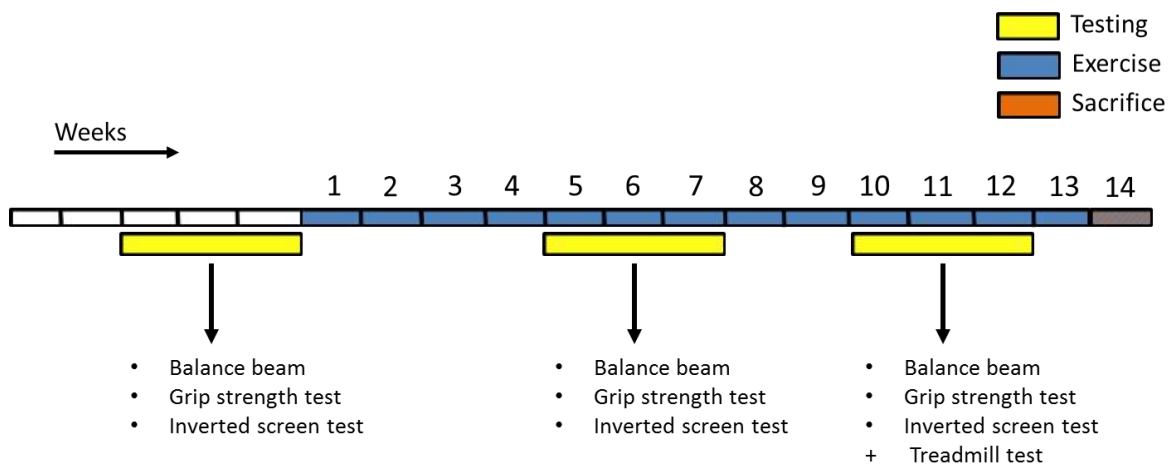 Testing
Exercise
Sacrifice
Weeks
1 2 3 4 5 6 7 8 9 10 11 12 13 14
• Balance beam
• Grip strength test
• Inverted screen test
• Balance beam
• Grip strength test
• Inverted screen test
• Balance beam
• Grip strength test
• Inverted screen test
+ Treadmill test